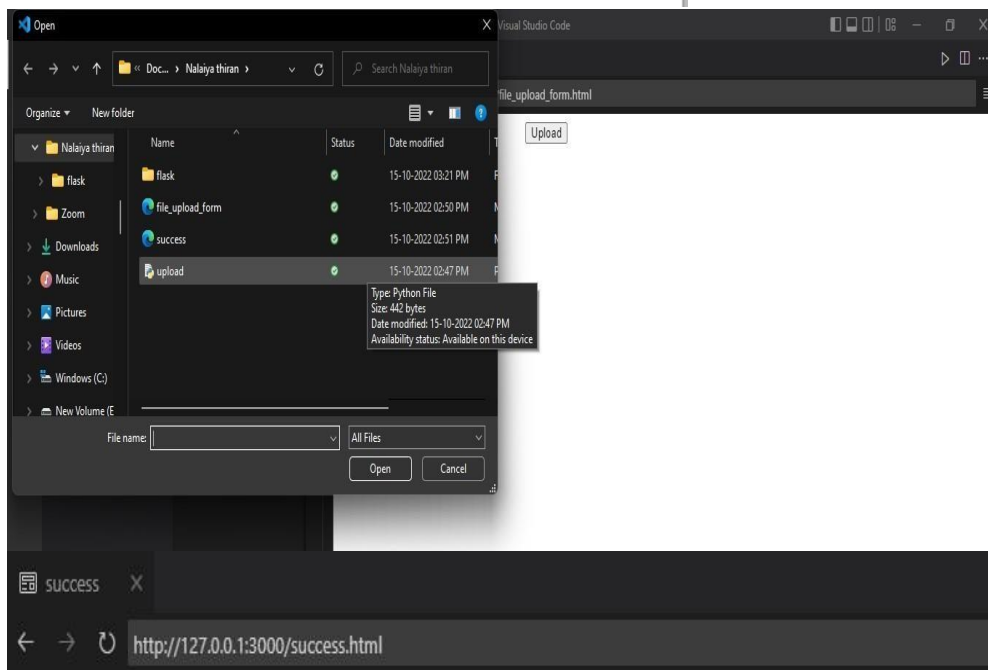 Open
Visual Studio Code
Doc... › Nalaiya thiran ›
Search Nalaiya thiran
file_upload_form.html
Organize
New folder
Upload
Nalaiya thiran
flask
Zoom
Downloads
Music
Pictures
Videos
Windows (C:)
New Volume (E
Name Status Date modified
flask 15-10-2022 03:21 PM
file_upload_form 15-10-2022 02:50 PM
success 15-10-2022 02:51 PM
upload 15-10-2022 02:47 PM
Type: Python File
Size: 442 bytes
Date modified: 15-10-2022 02:47 PM
Availability status: Available on this device
File name:
All Files
Open
Cancel
success
http://127.0.0.1:3000/success.html